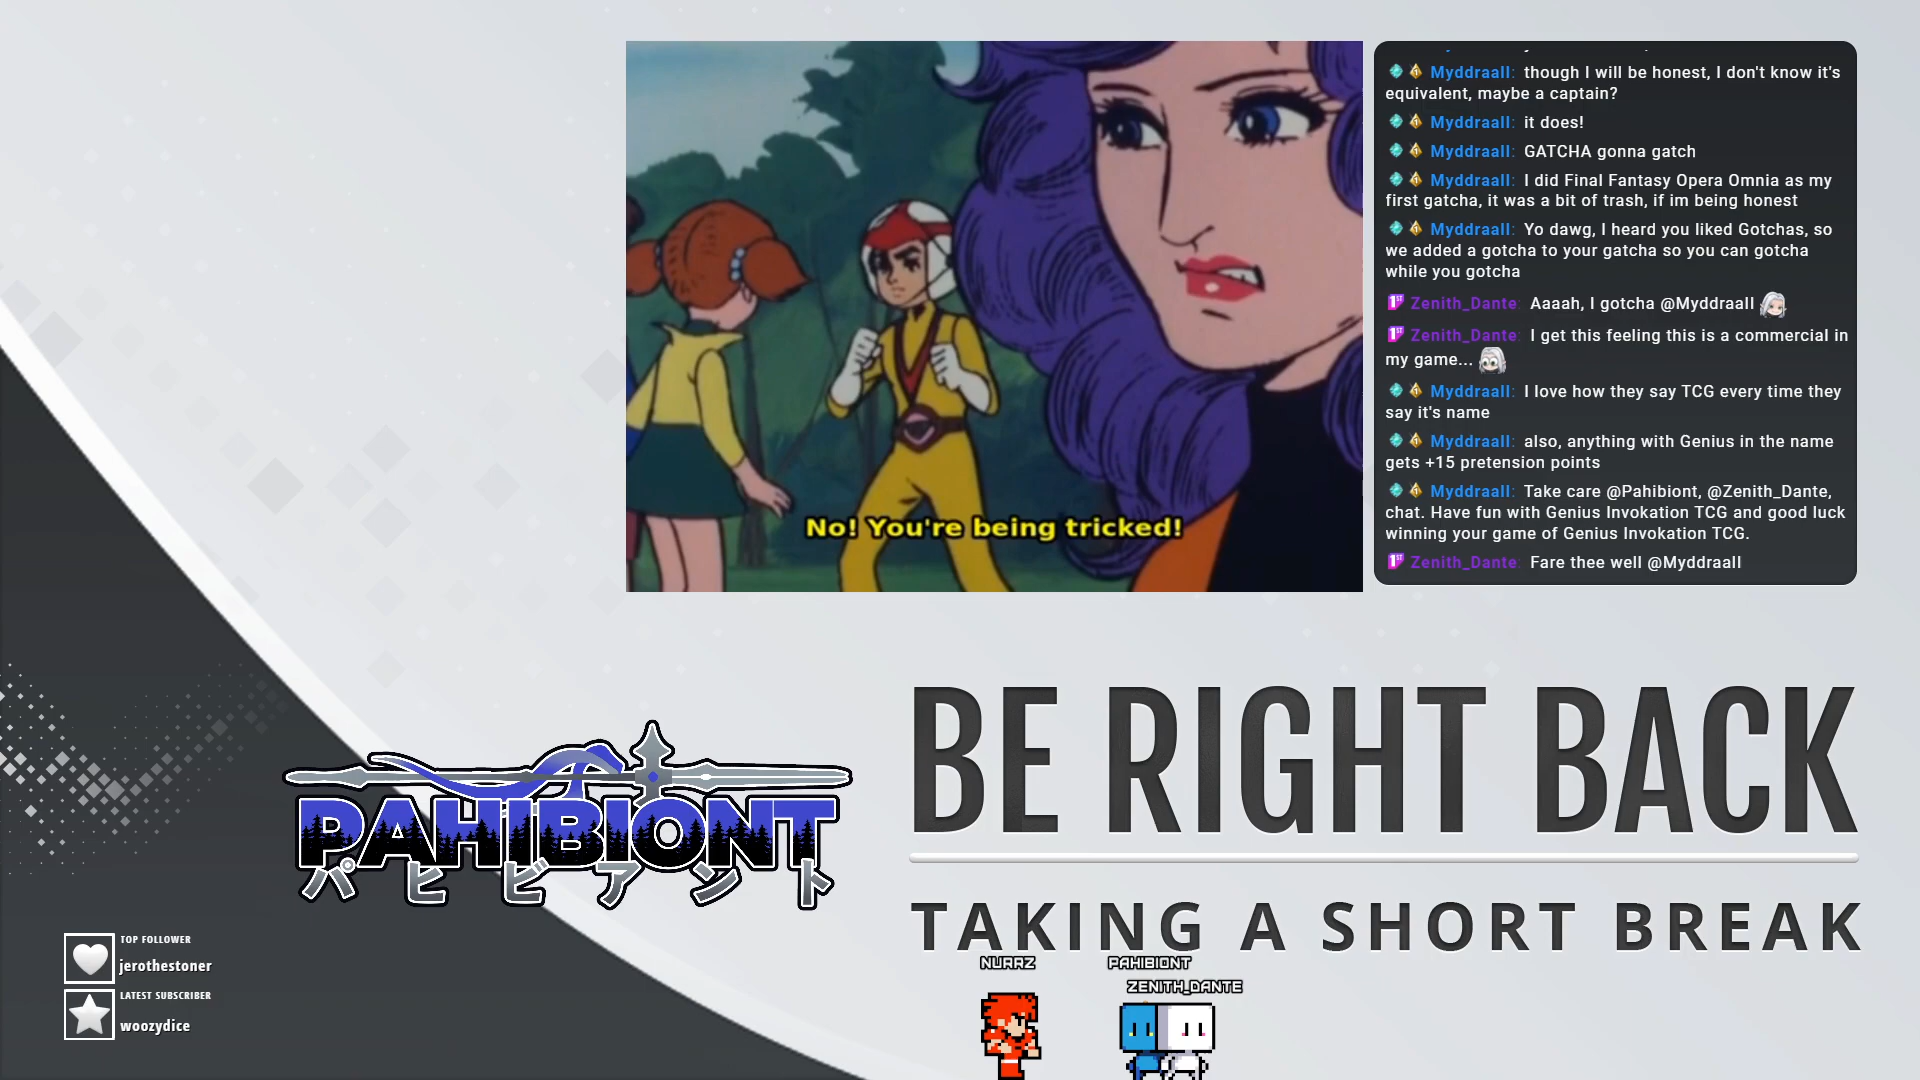 Myddraall: though I will be honest, I don't know it's
equivalent, maybe a captain?
Myddraall: it does!
Myddraall: GATCHA gonna gatch
Myddraall: I did Final Fantasy Opera Omnia as my
first gatcha, it was a bit of trash, if im being honest
Myddraall: Yo dawg, I heard you liked Gotchas, so
we added a gotcha to your gatcha so you can gotcha
while you gotcha
Zenith_Dante: Aaaah, I gotcha @Myddraall
Zenith_Dante: I get this feeling this is a commercial in
my game...
Myddraall: I love how they say TCG every time they
say it's name
Myddraall: also, anything with Genius in the name
gets +15 pretension points
Myddraall: Take care @Pahibiont, @Zenith_Dante,
chat. Have fun with Genius Invokation TCG and good luck
winning your game of Genius Invokation TCG.
Zenith_Dante: Fare thee well @Myddraall
No! You're being tricked!
BE RIGHT BACK
TAKING A SHORT BREAK
PAHIBIONT
パヒビアント
TOP FOLLOWER
jerothestoner
LATEST SUBSCRIBER
woozydice
NURRZ
PAHIBIONT
ZENITH_DANTE